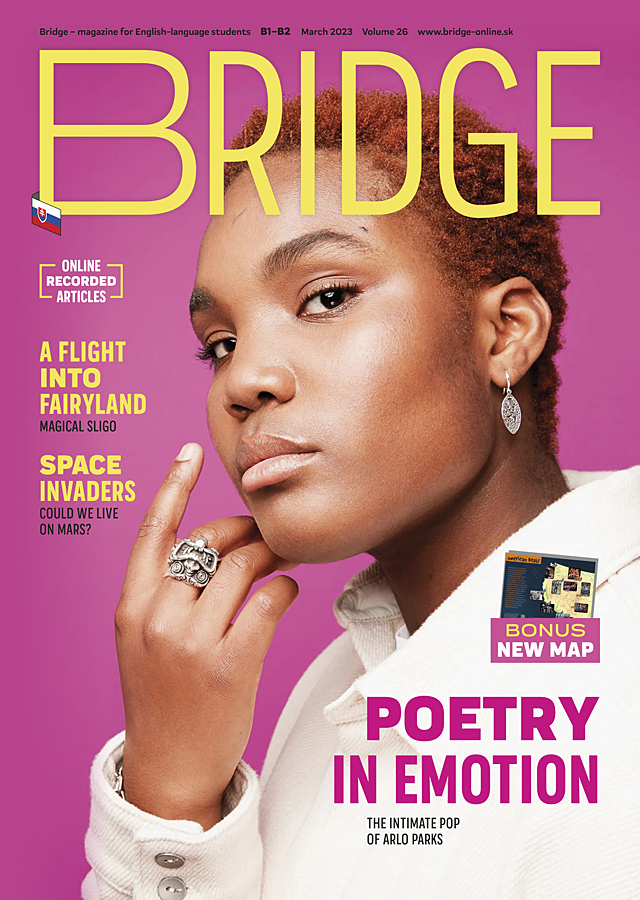 Bridge – magazine for English-language students B1–B2 March 2023 Volume 26 www.bridge-online.sk
BRIDGE
ONLINE
RECORDED
ARTICLES
A FLIGHT
INTO
FAIRYLAND
MAGICAL SLIGO
SPACE
INVADERS
COULD WE LIVE
ON MARS?
BONUS
NEW MAP
POETRY
IN EMOTION
THE INTIMATE POP
OF ARLO PARKS